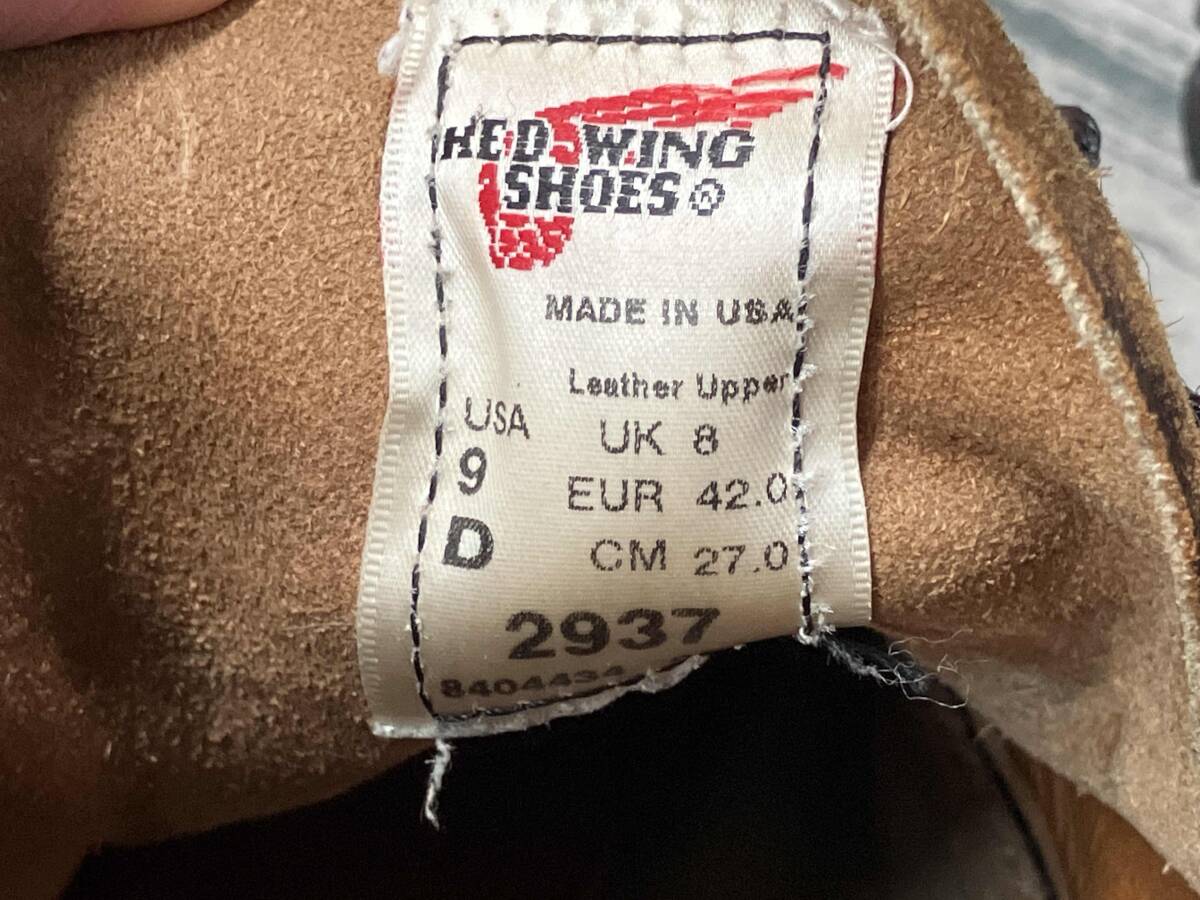 RED WING
SHOES®
MADE IN USA
Leather Upper
USA
9
D
UK 8
EUR 42.0
CM 27.0
2937